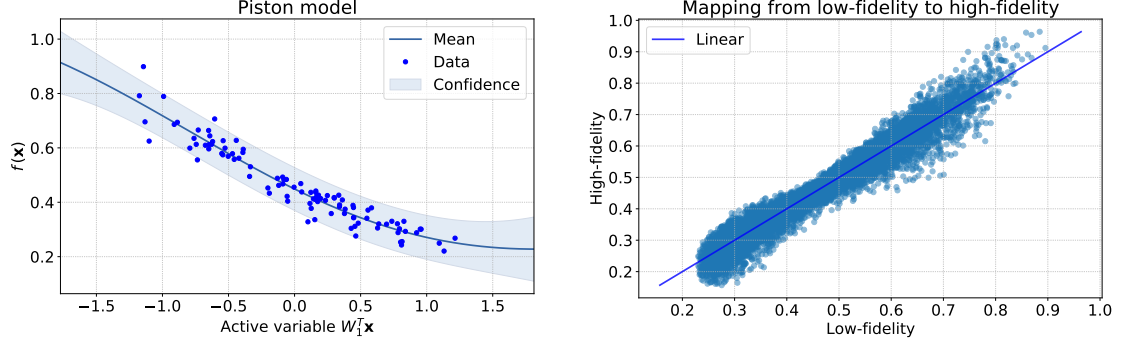 Piston model
1.0
0.8
0.6
0.4
0.2
f(x)
Mean
Data
Confidence
−1.5 −1.0 −0.5 0.0 0.5 1.0 1.5
Active variable W₁ᵀx
Mapping from low-fidelity to high-fidelity
1.0
0.9
0.8
0.7
0.6
0.5
0.4
0.3
0.2
High-fidelity
Linear
0.2 0.3 0.4 0.5 0.6 0.7 0.8 0.9 1.0
Low-fidelity